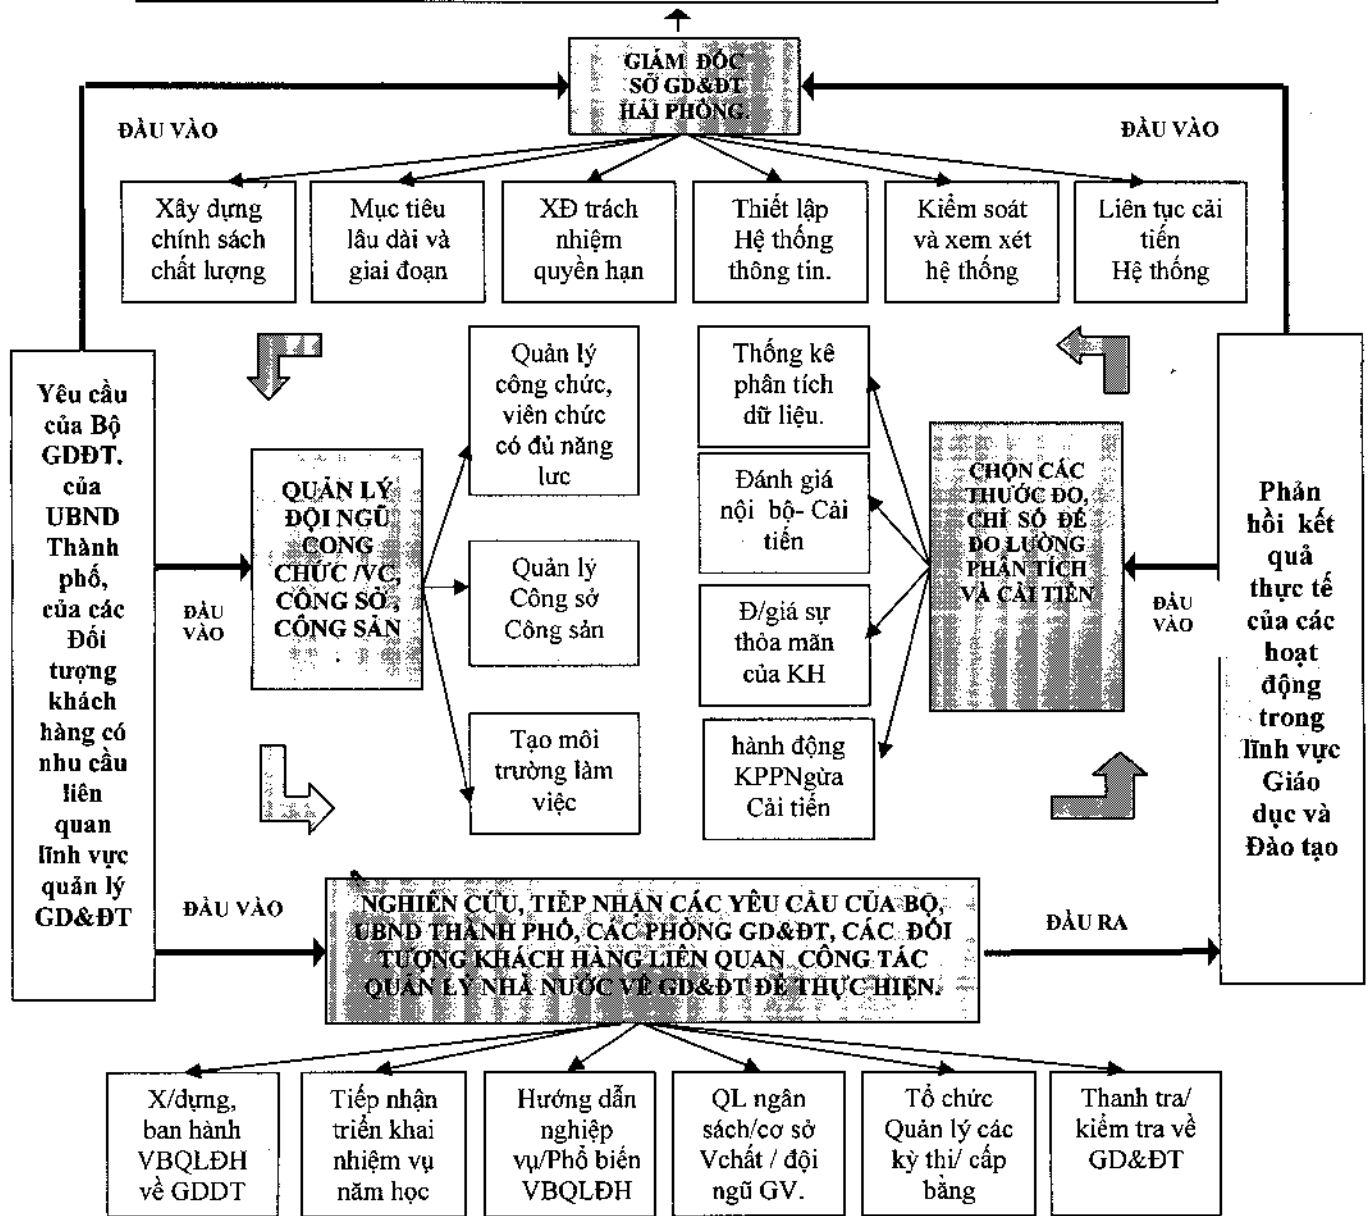 GIÁM ĐỐC
SỞ GD&ĐT
HẢI PHÒNG.
ĐẦU VÀO
ĐẦU VÀO
Xây dựng
chính sách
chất lượng
Mục tiêu
lâu dài và
giai đoạn
XĐ trách
nhiệm
quyền hạn
Thiết lập
Hệ thống
thông tin.
Kiểm soát
và xem xét
hệ thống
Liên tục cải
tiến
Hệ thống
Yêu cầu
của Bộ
GDĐT.
của
UBND
Thành
phố,
của các
Đối
tượng
khách
hàng có
nhu cầu
liên
quan
lĩnh vực
quản lý
GD&ĐT
ĐẦU
VÀO
QUẢN LÝ
ĐỘI NGŨ
CONG
CHỨC /VC,
CÔNG SỞ,
CÔNG SẢN
Quản lý
công chức,
viên chức
có đủ năng
lưc
Quản lý
Công sở
Công sản
Tạo môi
trường làm
việc
Thống kê
phân tích
dữ liệu.
Đánh giá
nội bộ- Cải
tiến
Đ/giá sự
thỏa mãn
của KH
hành động
KPPNgừa
Cải tiến
CHỌN CÁC
THƯỚC ĐO,
CHỈ SỐ ĐỂ
ĐO LƯỜNG
PHÂN TÍCH
VÀ CẢI TIẾN
ĐẦU
VÀO
Phản
hồi kết
quả
thực tế
của các
hoạt
động
trong
lĩnh vực
Giáo
dục và
Đào tạo
ĐẦU VÀO
NGHIÊN CỨU, TIẾP NHẬN CÁC YÊU CẦU CỦA BỘ,
UBND THÀNH PHỐ, CÁC PHÒNG GD&ĐT, CÁC ĐỐI
TƯỢNG KHÁCH HÀNG LIÊN QUAN CÔNG TÁC
QUẢN LÝ NHÀ NƯỚC VỀ GD&ĐT ĐỂ THỰC HIỆN.
ĐẦU RA
X/dựng,
ban hành
VBQLĐH
về GDDT
Tiếp nhận
triển khai
nhiệm vụ
năm học
Hướng dẫn
nghiệp
vụ/Phổ biến
VBQLĐH
QL ngân
sách/cơ sở
Vchất / đội
ngũ GV.
Tổ chức
Quản lý các
kỳ thi/ cấp
bằng
Thanh tra/
kiểm tra về
GD&ĐT